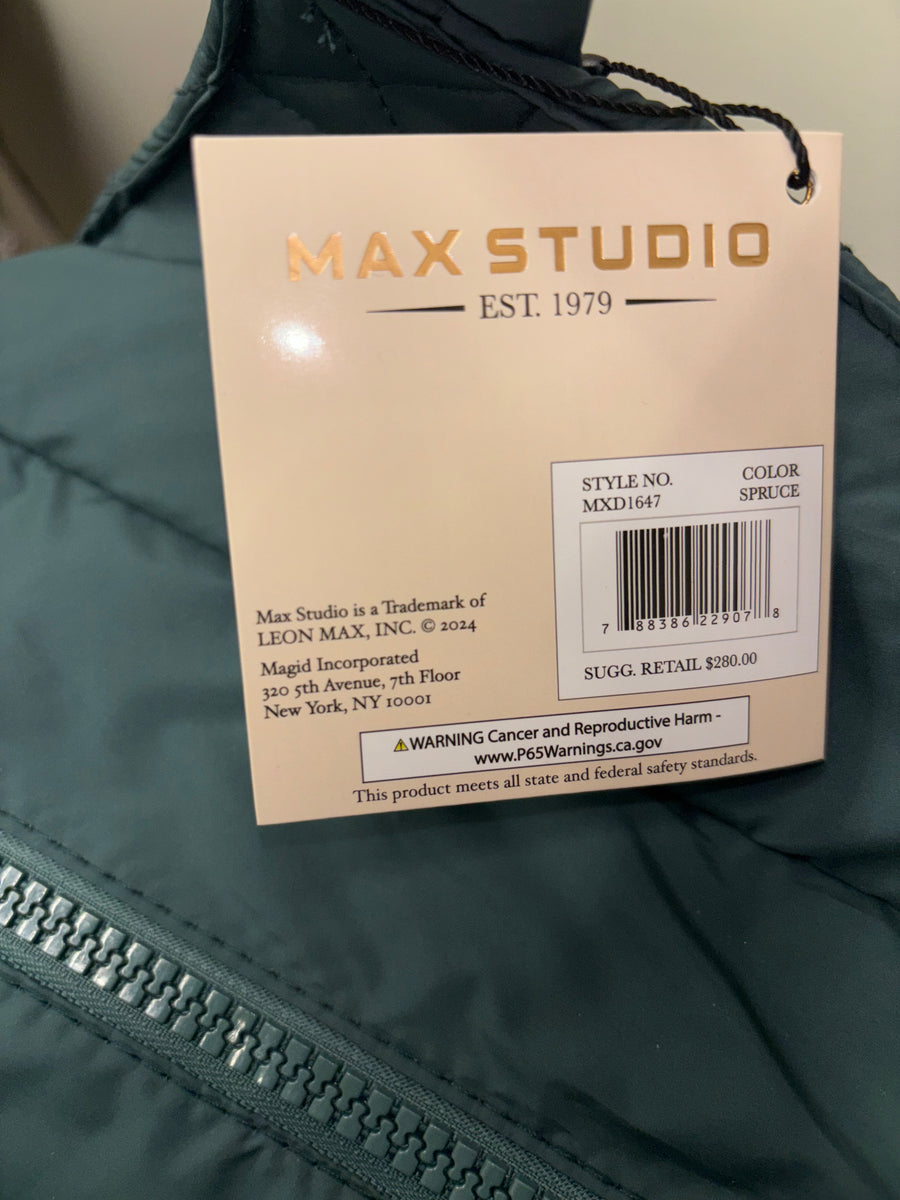 MAX STUDIO
EST. 1979
STYLE NO.
MXD1647
COLOR
SPRUCE
7 88386 22907 8
SUGG. RETAIL $280.00
Max Studio is a Trademark of
LEON MAX, INC. © 2024
Magid Incorporated
320 5th Avenue, 7th Floor
New York, NY 10001
⚠WARNING Cancer and Reproductive Harm -
www.P65Warnings.ca.gov
This product meets all state and federal safety standards.